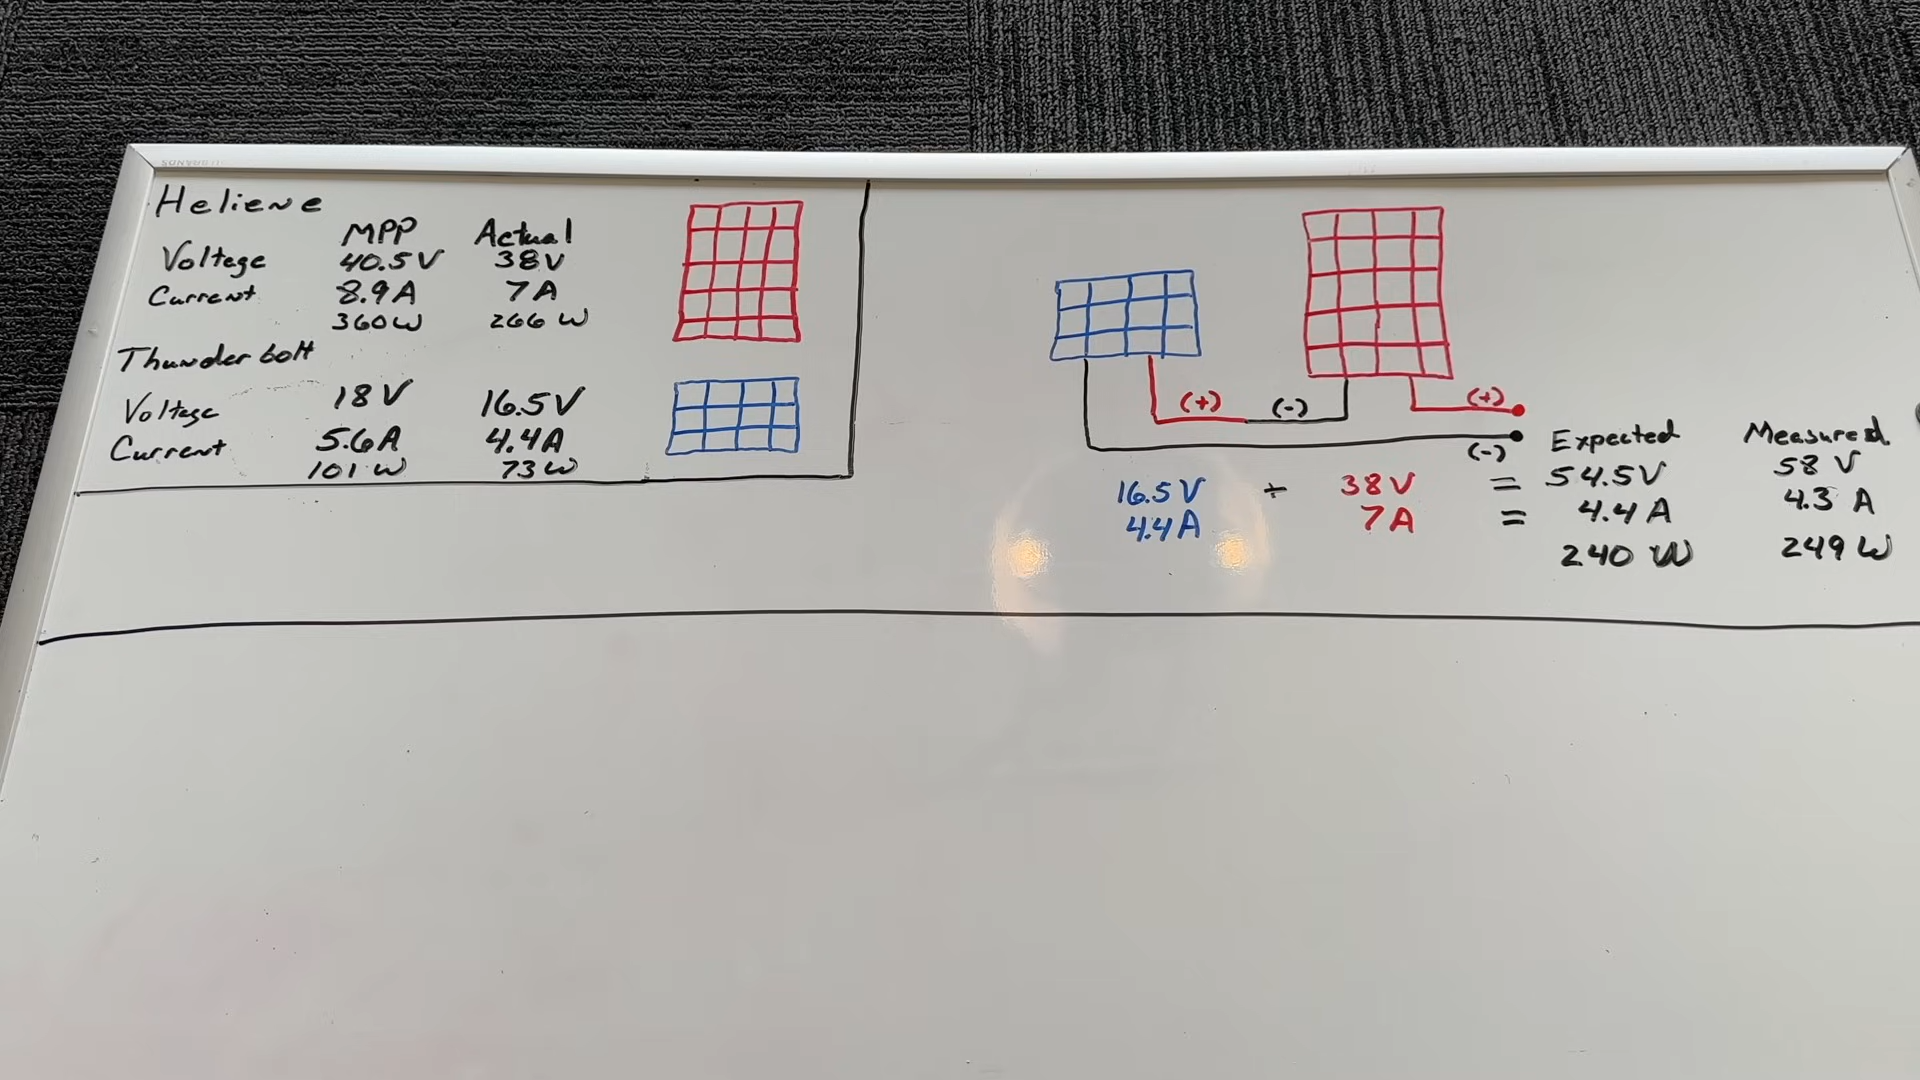 Heliene
MPP Actual
Voltage 40.5V 38V
Current 8.9A 7A
360W 266W
Thunder bolt
Voltage 18V 16.5V
Current 5.6A 4.4A
101W 73W
(+) (-) (+)
(-)
Expected Measured
16.5V + 38V = 54.5V 58V
4.4A 7A = 4.4A 4.3A
240W 249W